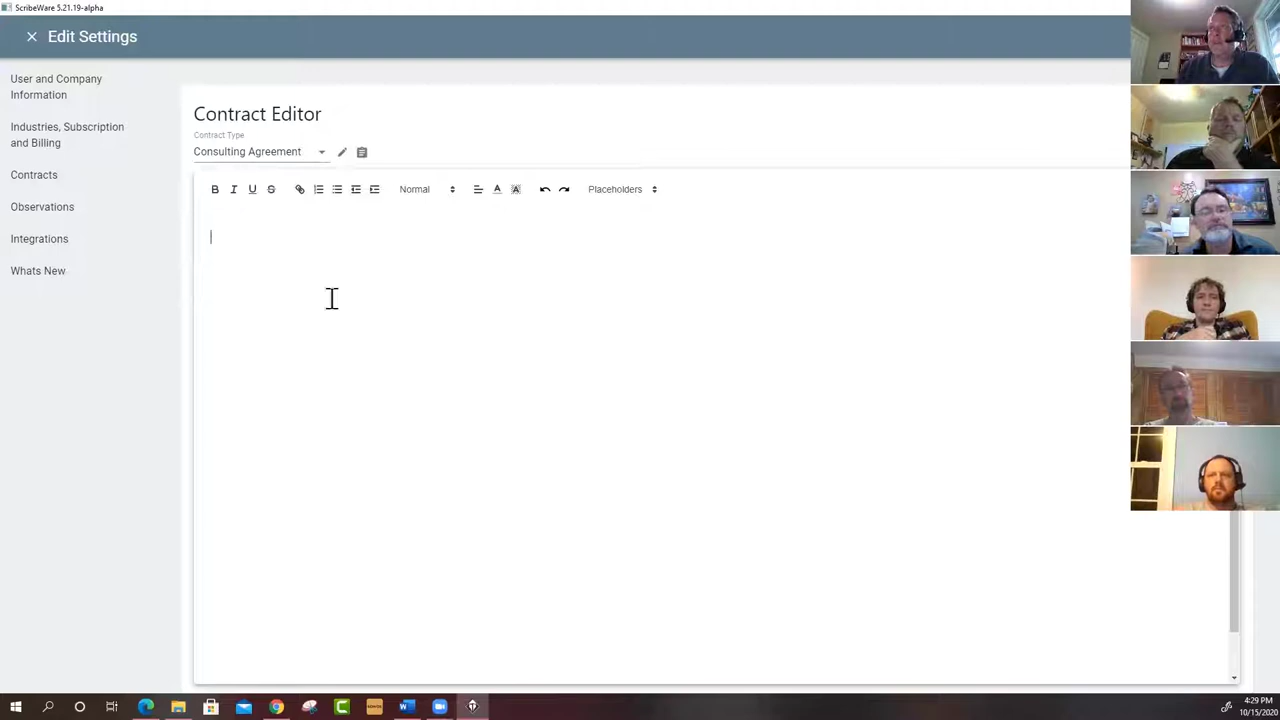 ScribeWare 5.21.19-alpha
Edit Settings
User and Company
Information
Industries, Subscription
and Billing
Contracts
Observations
Integrations
Whats New
Contract Editor
Contract Type
Consulting Agreement
B I U S Normal A A Placeholders
4:29 PM
10/15/2020